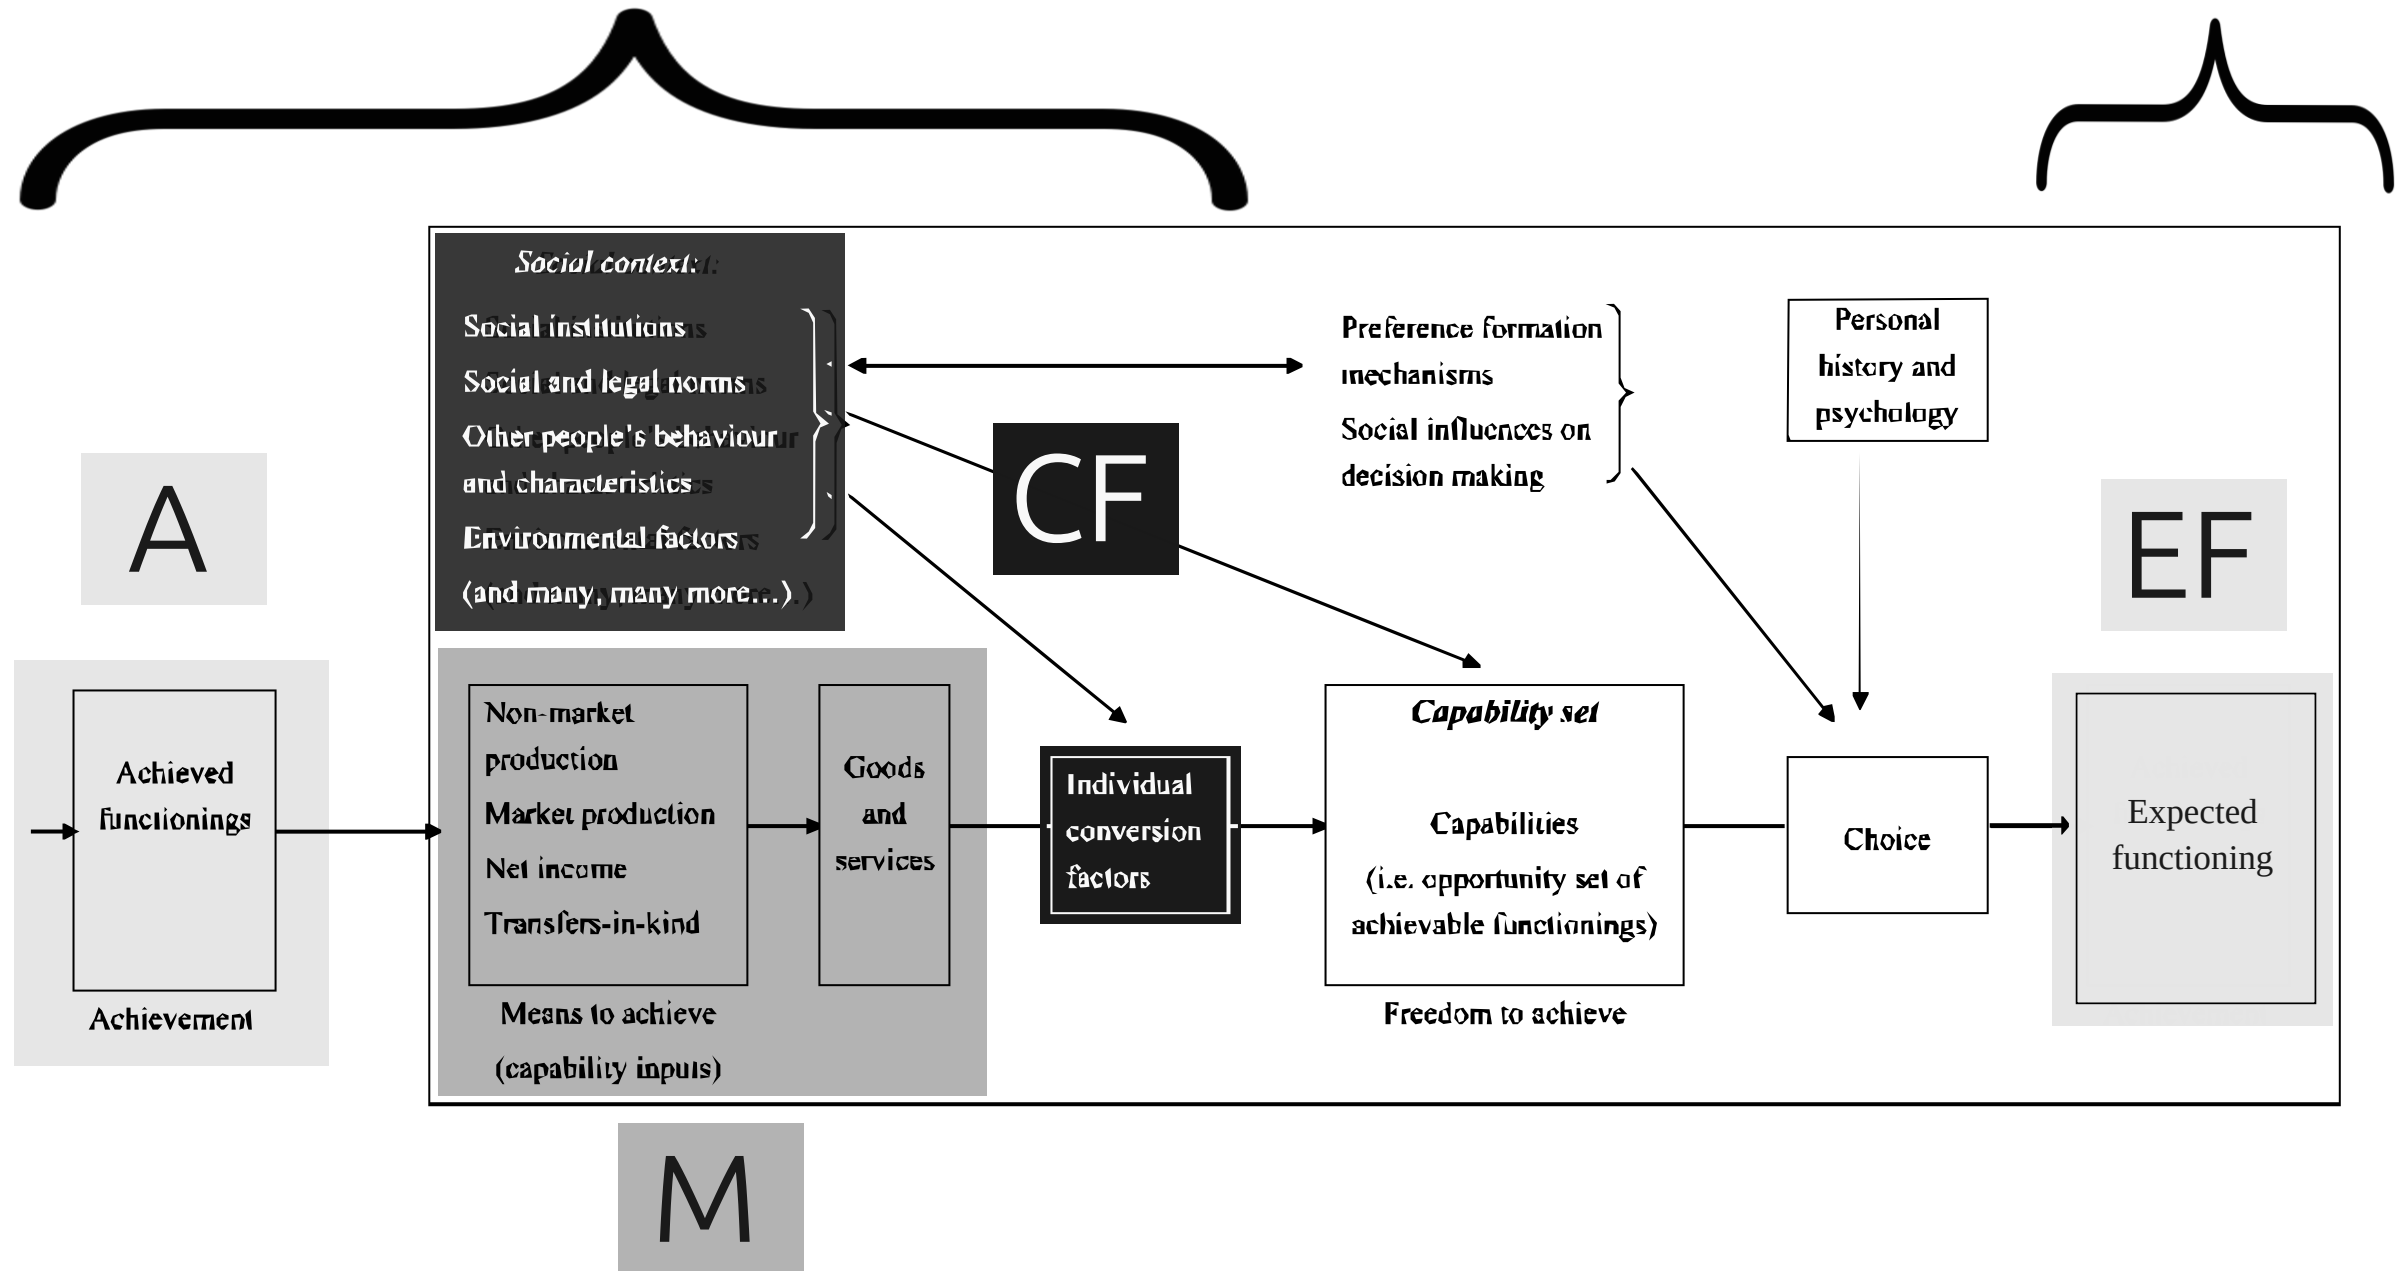 Social context:
Social institutions
Social and legal norms
Other people's behaviour
and characteristics
Environmental factors
(and many, many more…)
Preference formation
mechanisms
Social influences on
decision making
Personal
history and
psychology
A
CF
EF
Achieved
functionings
Achievement
Non-market
production
Market production
Net income
Transfers-in-kind
Means to achieve
(capability inputs)
Goods
and
services
Individual
conversion
factors
Capability set
Capabilities
(i.e. opportunity set of
achievable functionings)
Freedom to achieve
Choice
Expected
functioning
M